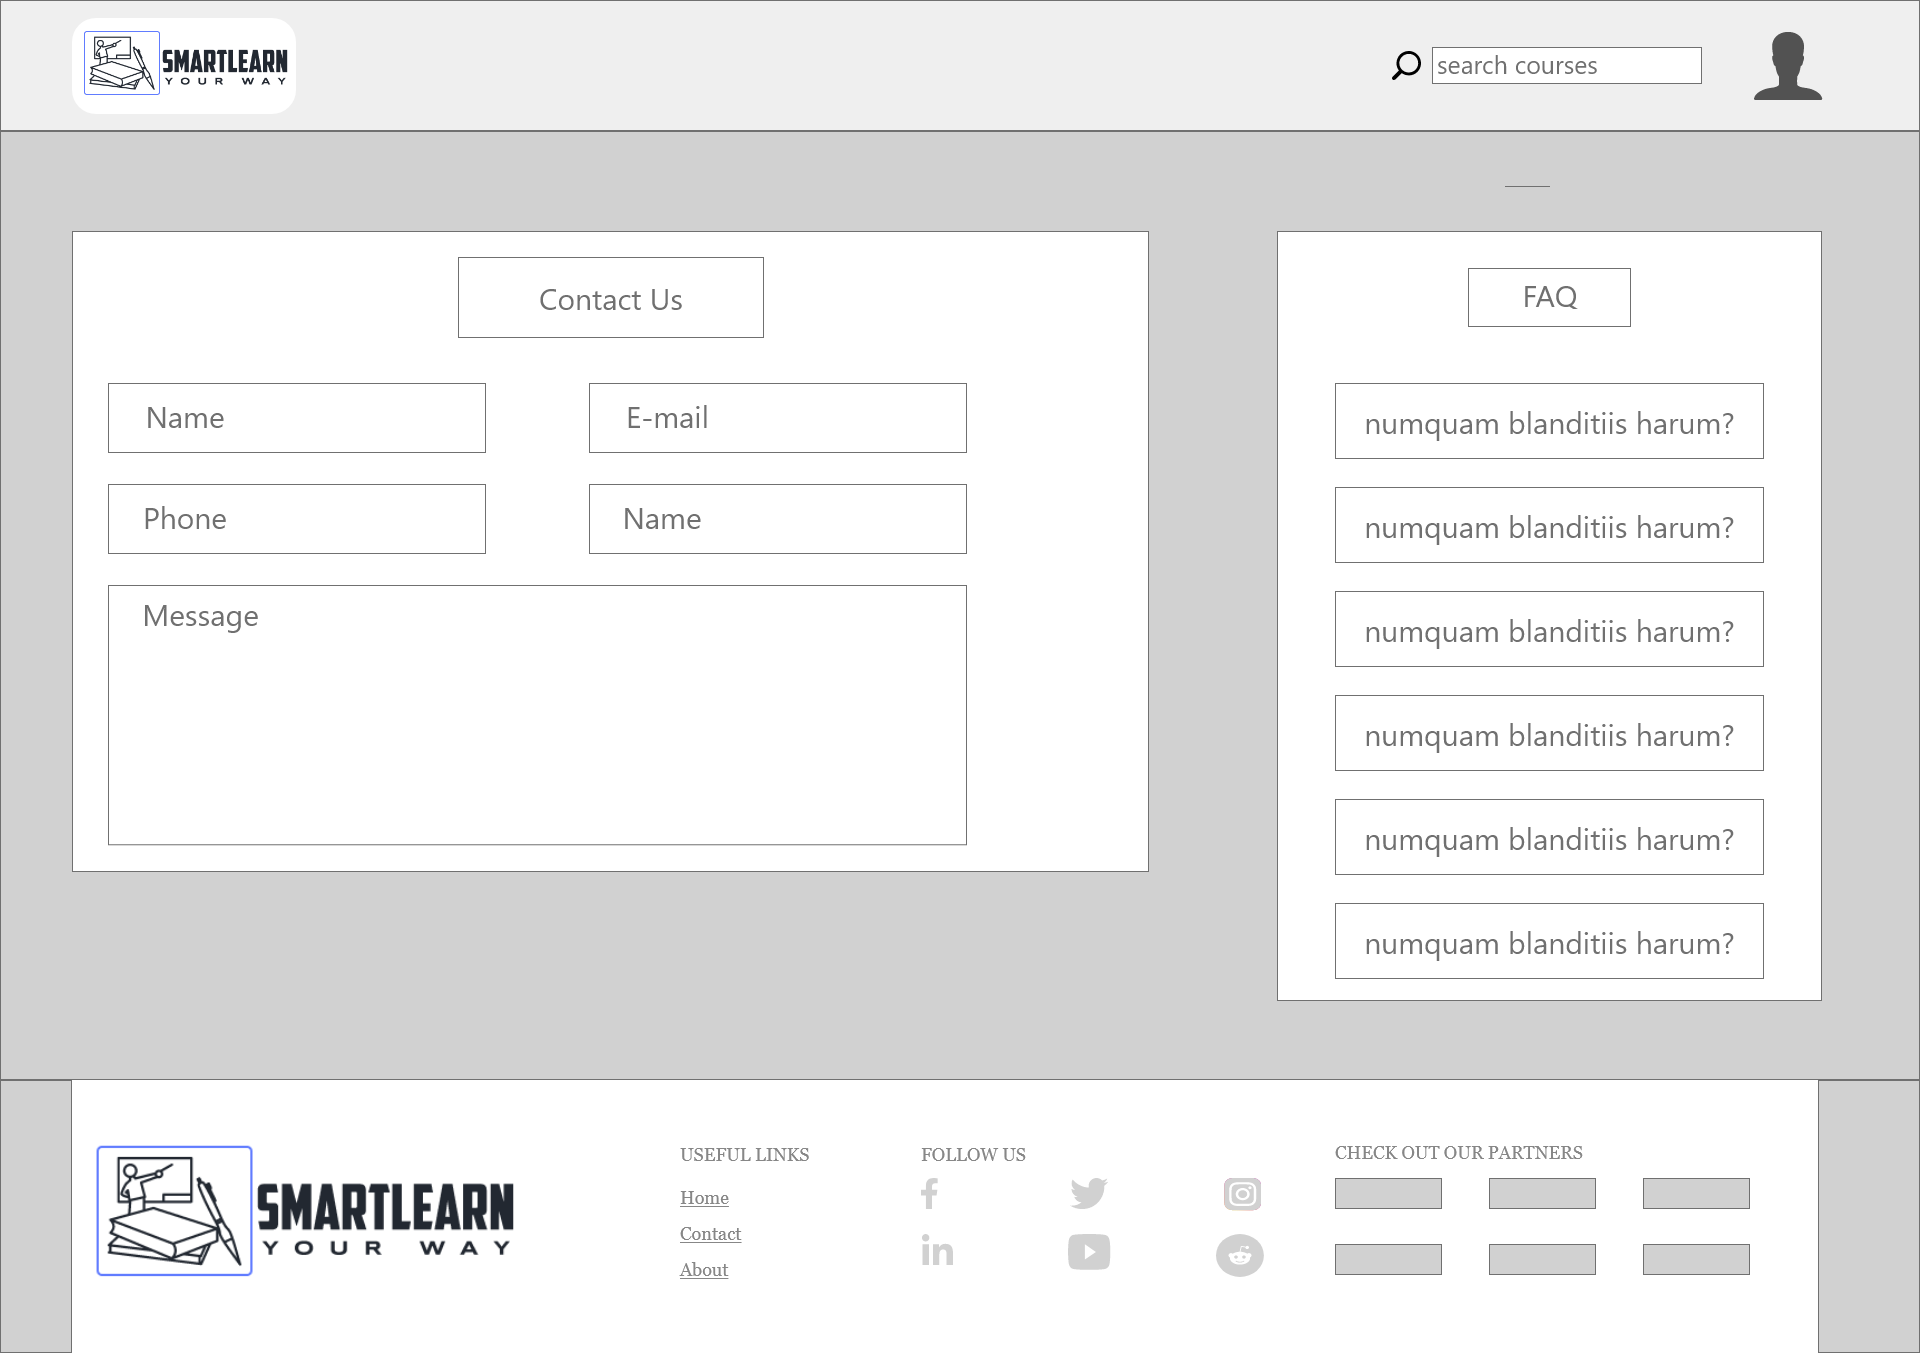 SMARTLEARN
YOUR WAY
search courses
Contact Us
Name
E-mail
Phone
Name
Message
FAQ
numquam blanditiis harum?
numquam blanditiis harum?
numquam blanditiis harum?
numquam blanditiis harum?
numquam blanditiis harum?
numquam blanditiis harum?
SMARTLEARN
YOUR WAY
USEFUL LINKS
Home
Contact
About
FOLLOW US
CHECK OUT OUR PARTNERS